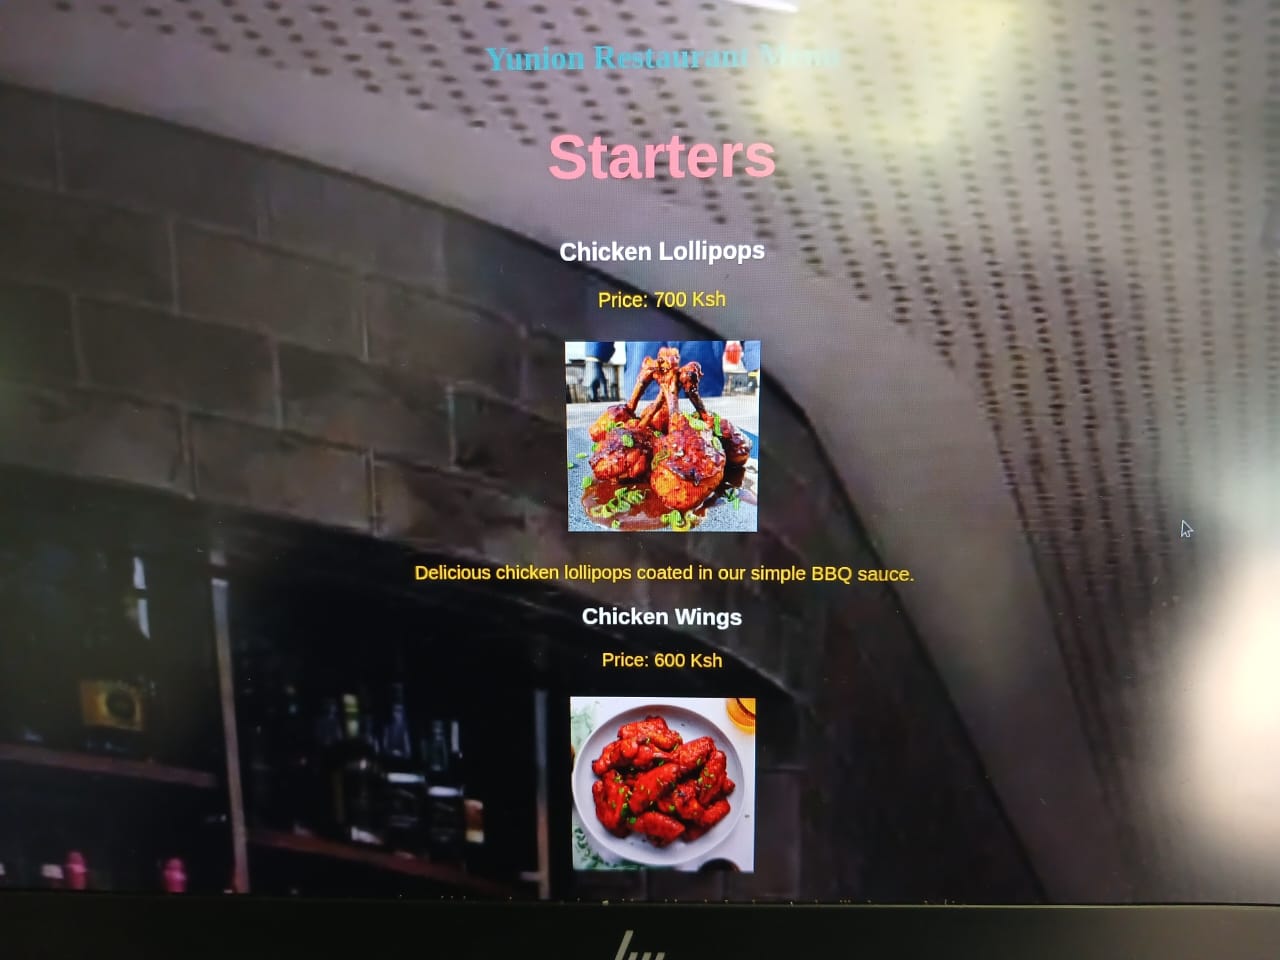 Yunion Restaurant Menu
Starters
Chicken Lollipops
Price: 700 Ksh
Delicious chicken lollipops coated in our simple BBQ sauce.
Chicken Wings
Price: 600 Ksh
hp